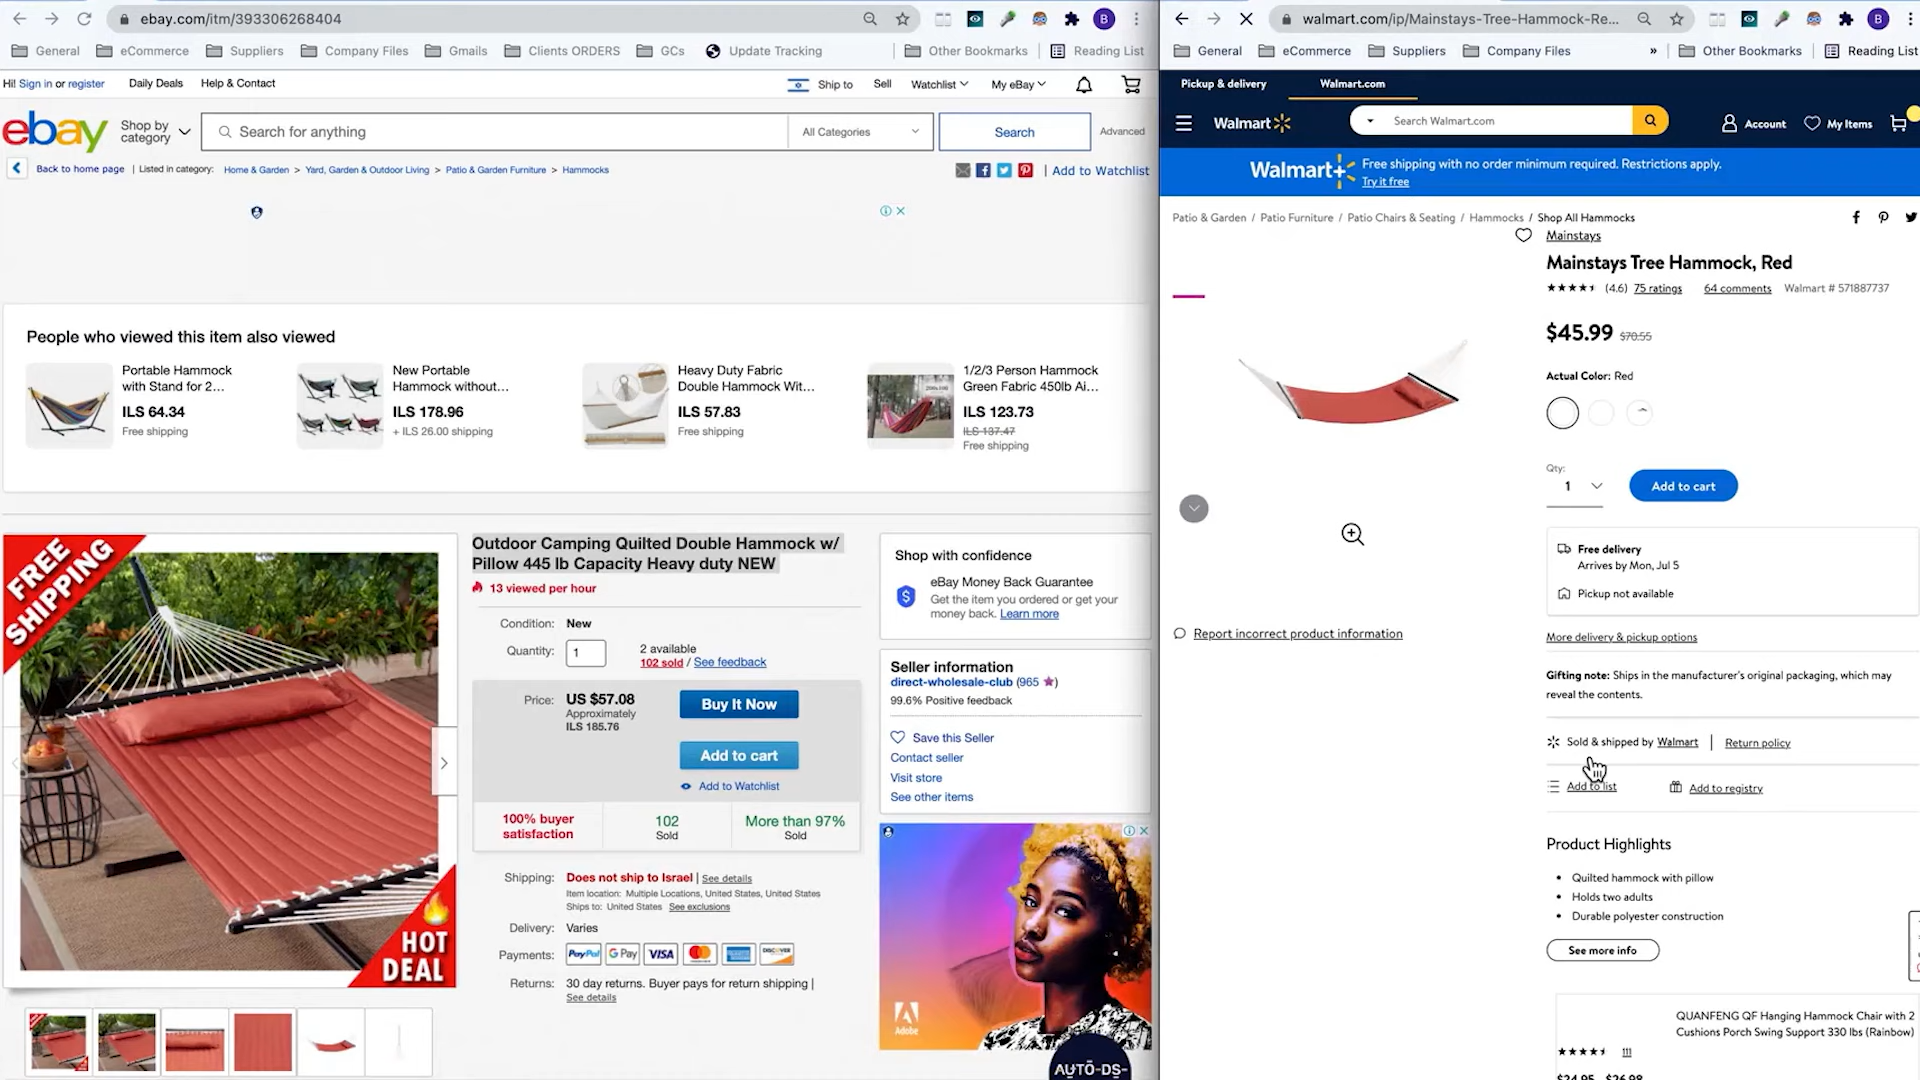 ebay.com/itm/393306268404
B
General
eCommerce
Suppliers
Company Files
Gmails
Clients ORDERS
GCs
Update Tracking
Other Bookmarks
Reading List
Hi! Sign in or register
Daily Deals
Help & Contact
Ship to
Sell
Watchlist
My eBay
ebay
Shop by category
Search for anything
All Categories
Search
Advanced
Back to home page | Listed in category: Home & Garden > Yard, Garden & Outdoor Living > Patio & Garden Furniture > Hammocks
| Add to Watchlist
People who viewed this item also viewed
Portable Hammock
with Stand for 2...
ILS 64.34
Free shipping
New Portable
Hammock without...
ILS 178.96
+ ILS 26.00 shipping
Heavy Duty Fabric
Double Hammock Wit...
ILS 57.83
Free shipping
1/2/3 Person Hammock
Green Fabric 450lb Ai...
ILS 123.73
ILS 137.47
Free shipping
FREE
SHIPPING
HOT
DEAL
Outdoor Camping Quilted Double Hammock w/
Pillow 445 lb Capacity Heavy duty NEW
13 viewed per hour
Condition: New
Quantity: 1
2 available
102 sold / See feedback
Price: US $57.08
Approximately
ILS 185.76
Buy It Now
Add to cart
Add to Watchlist
100% buyer
satisfaction
102
Sold
More than 97%
Sold
Shipping: Does not ship to Israel | See details
Item location: Multiple Locations, United States, United States
Ships to: United States See exclusions
Delivery: Varies
Payments: PayPal G Pay VISA DISCOVER
Returns: 30 day returns. Buyer pays for return shipping |
See details
Shop with confidence
eBay Money Back Guarantee
Get the item you ordered or get your
money back. Learn more
Seller information
direct-wholesale-club (965 ★)
99.6% Positive feedback
Save this Seller
Contact seller
Visit store
See other items
Adobe
AUTO-DS-
walmart.com/ip/Mainstays-Tree-Hammock-Re...
B
General
eCommerce
Suppliers
Company Files
»
Other Bookmarks
Reading List
Pickup & delivery
Walmart.com
Walmart
Search Walmart.com
Account
My Items
Walmart+
Free shipping with no order minimum required. Restrictions apply.
Try it free
Patio & Garden / Patio Furniture / Patio Chairs & Seating / Hammocks / Shop All Hammocks
Mainstays
Mainstays Tree Hammock, Red
(4.6) 75 ratings 64 comments Walmart # 571887737
$45.99 $70.55
Actual Color: Red
Qty:
1
Add to cart
Free delivery
Arrives by Mon, Jul 5
Pickup not available
More delivery & pickup options
Report incorrect product information
Gifting note: Ships in the manufacturer's original packaging, which may
reveal the contents.
Sold & shipped by Walmart | Return policy
Add to list
Add to registry
Product Highlights
• Quilted hammock with pillow
• Holds two adults
• Durable polyester construction
See more info
QUANFENG QF Hanging Hammock Chair with 2
Cushions Porch Swing Support 330 lbs (Rainbow)
111
$24.95 - $26.98